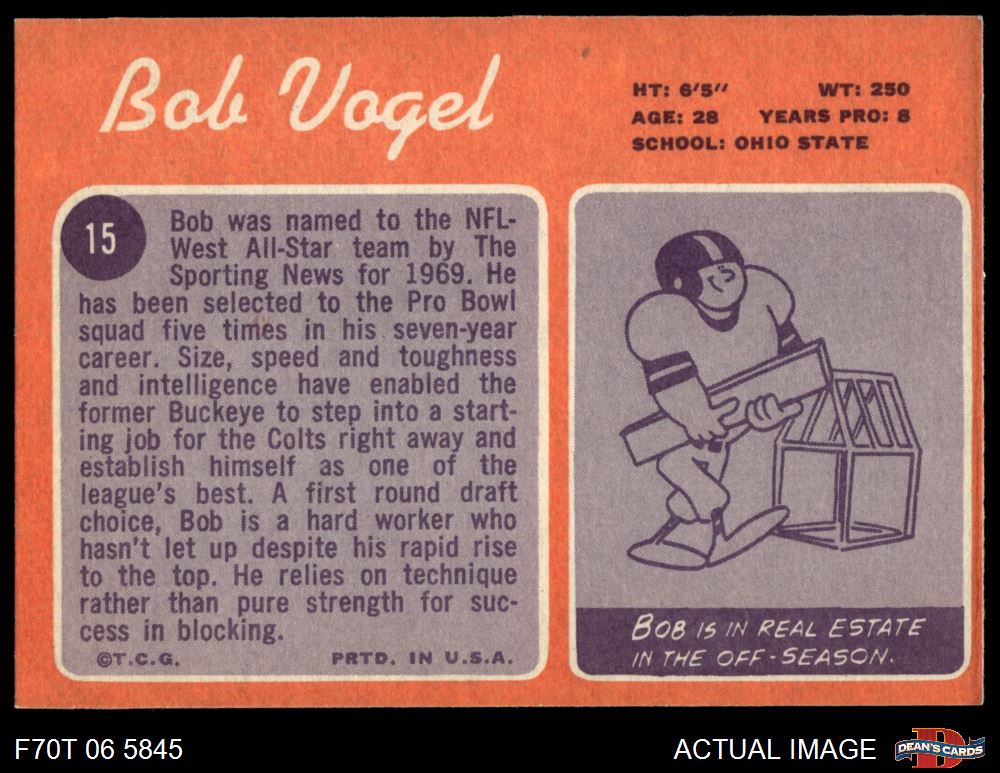 Bob Vogel
HT: 6'5" WT: 250
AGE: 28 YEARS PRO: 8
SCHOOL: OHIO STATE
15
Bob was named to the NFL-
West All-Star team by The
Sporting News for 1969. He
has been selected to the Pro Bowl
squad five times in his seven-year
career. Size, speed and toughness
and intelligence have enabled the
former Buckeye to step into a start-
ing job for the Colts right away and
establish himself as one of the
league's best. A first round draft
choice, Bob is a hard worker who
hasn't let up despite his rapid rise
to the top. He relies on technique
rather than pure strength for suc-
cess in blocking.
©T.C.G. PRTD. IN U.S.A.
BOB IS IN REAL ESTATE
IN THE OFF-SEASON.
F70T 06 5845
ACTUAL IMAGE
D
DEAN'S CARDS